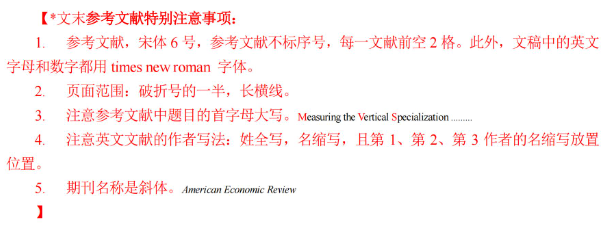 【*文末参考文献特别注意事项：
1. 参考文献，宋体 6 号，参考文献不标序号，每一文献前空 2 格。此外，文稿中的英文
字母和数字都用 times new roman 字体。
2. 页面范围：破折号的一半，长横线。
3. 注意参考文献中题目的首字母大写。Measuring the Vertical Specialization .........
4. 注意英文文献的作者写法：姓全写，名缩写，且第 1、第 2、第 3 作者的名缩写放置
位置。
5. 期刊名称是斜体。American Economic Review
】